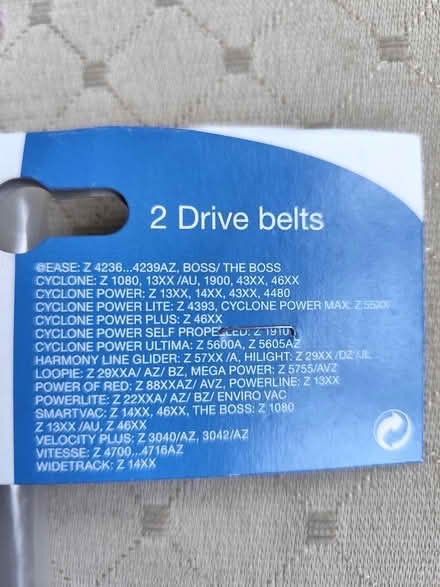 2 Drive belts
@EASE: Z 4236...4239AZ, BOSS/ THE BOSS
CYCLONE: Z 1080, 13XX /AU, 1900, 43XX, 46XX
CYCLONE POWER: Z 13XX, 14XX, 43XX, 4480
CYCLONE POWER LITE: Z 4393, CYCLONE POWER MAX: Z
CYCLONE POWER PLUS: Z 46XX
CYCLONE POWER SELF PROPELLED: Z 1910
CYCLONE POWER ULTIMA: Z 5600A, Z 5605AZ
HARMONY LINE GLIDER: Z 57XX /A, HILIGHT: Z 29XX /DZ /JL
LOOPIE: Z 29XXA/ AZ/ BZ, MEGA POWER: Z 5755/AVZ
POWER OF RED: Z 88XXAZ/ AVZ, POWERLINE: Z 13XX
POWERLITE: Z 22XXA/ AZ/ BZ/ ENVIRO VAC
SMARTVAC: Z 14XX, 46XX, THE BOSS: Z 1080
Z 13XX /AU, Z 46XX
VELOCITY PLUS: Z 3040/AZ, 3042/AZ
VITESSE: Z 4700...4716AZ
WIDETRACK: Z 14XX